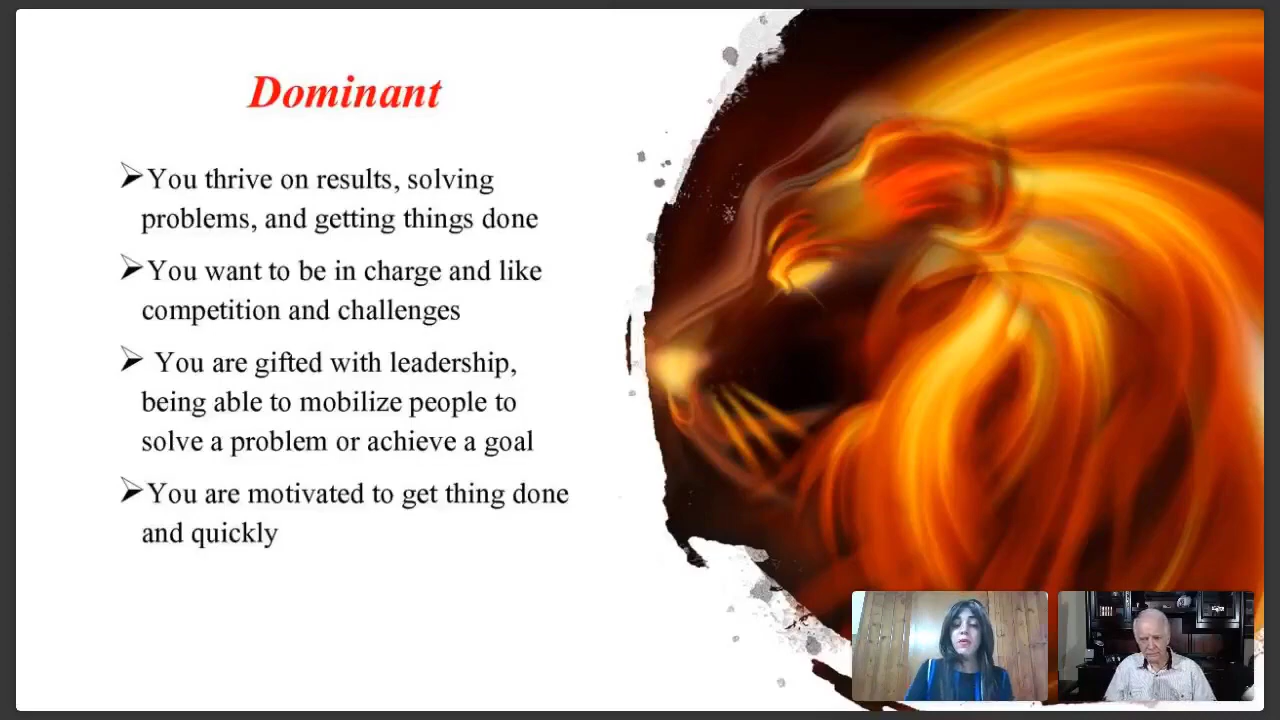 Dominant
➢You thrive on results, solving
problems, and getting things done
➢You want to be in charge and like
competition and challenges
➢ You are gifted with leadership,
being able to mobilize people to
solve a problem or achieve a goal
➢You are motivated to get thing done
and quickly